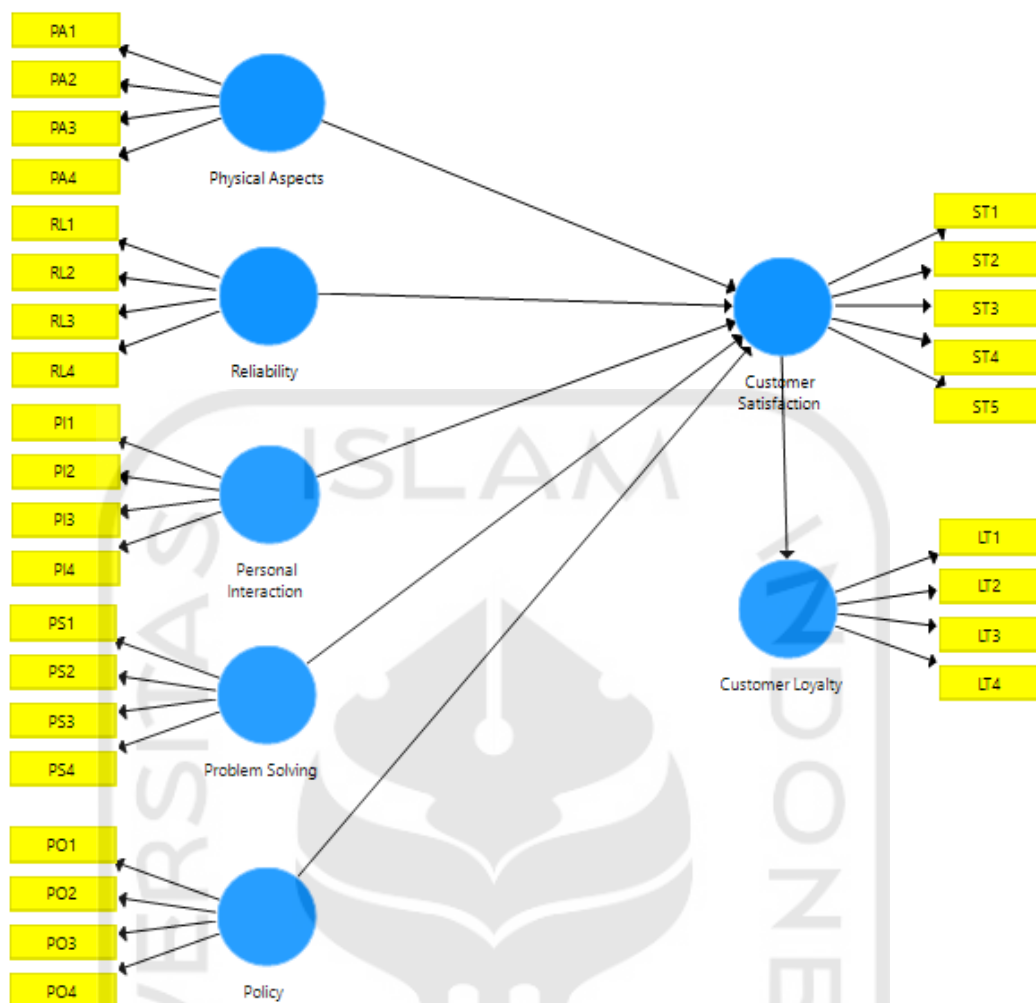 PA1
PA2
PA3
PA4
Physical Aspects
RL1
RL2
RL3
RL4
Reliability
PI1
PI2
PI3
PI4
Personal
Interaction
PS1
PS2
PS3
PS4
Problem Solving
PO1
PO2
PO3
PO4
Policy
Customer
Satisfaction
ST1
ST2
ST3
ST4
ST5
Customer Loyalty
LT1
LT2
LT3
LT4
ISLAM
VERSITAS
INDONE